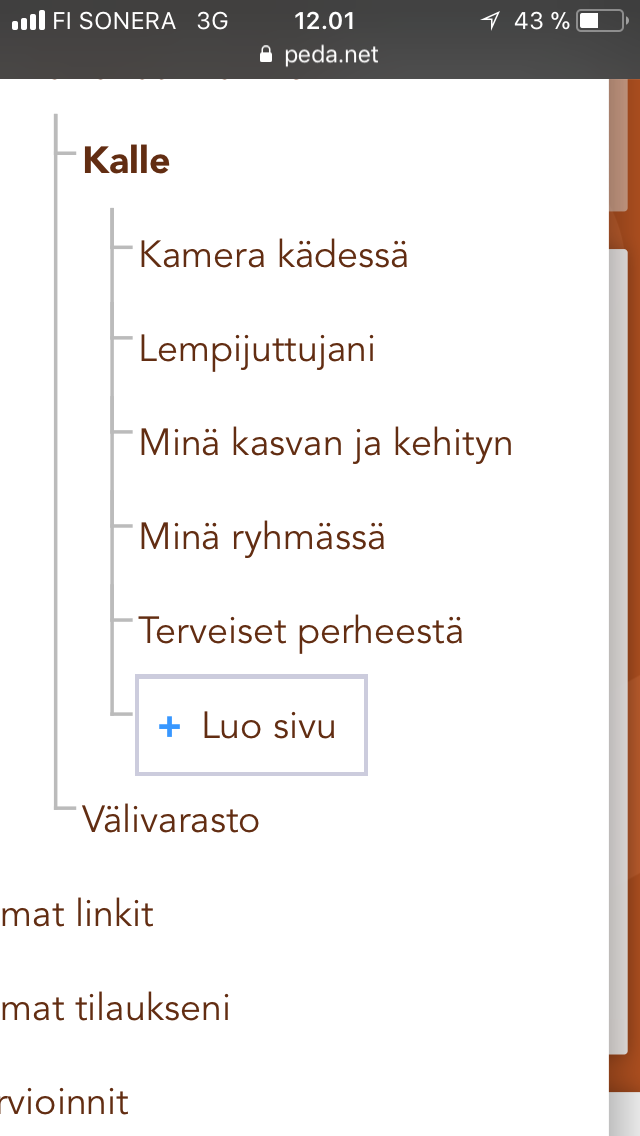 FI SONERA 3G 12.01 43 %
peda.net
Kalle
Kamera kädessä
Lempijuttujani
Minä kasvan ja kehityn
Minä ryhmässä
Terveiset perheestä
+ Luo sivu
Välivarasto
mat linkit
mat tilaukseni
rvioinnit